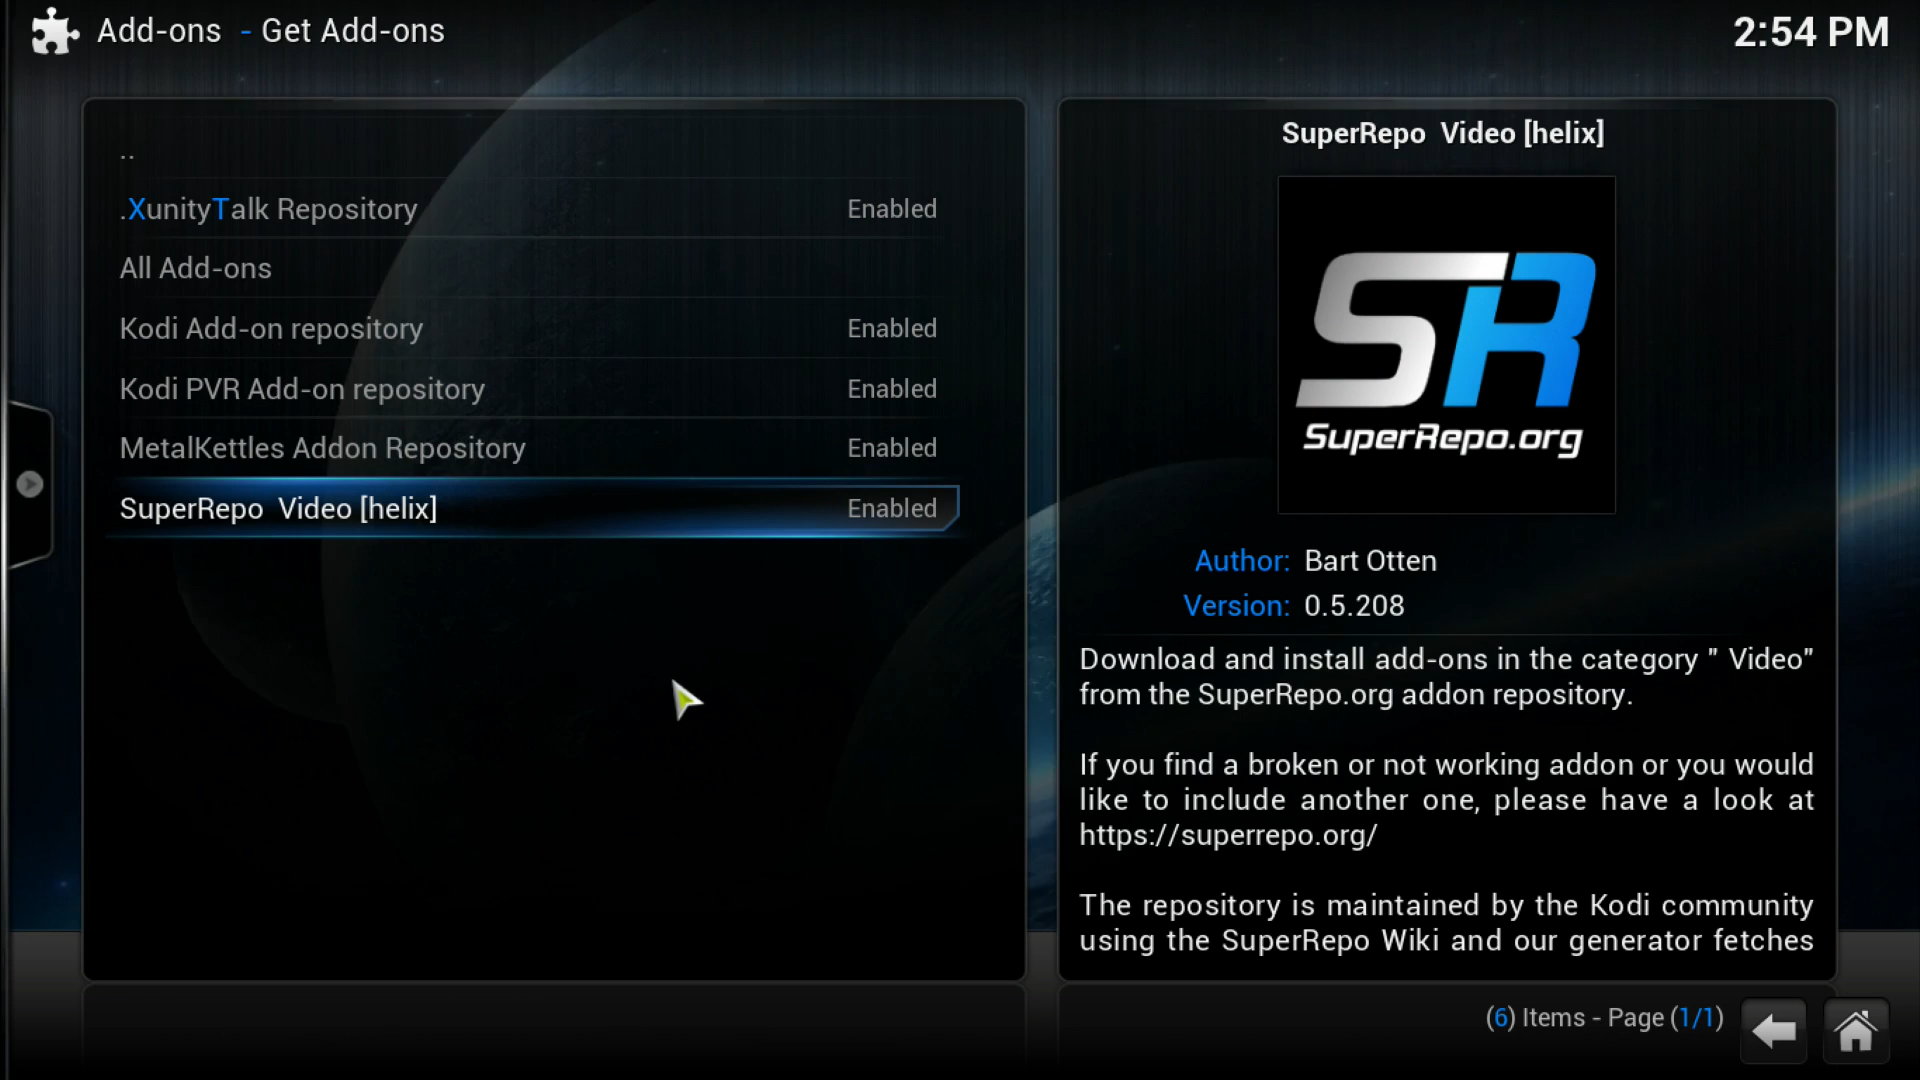 Add-ons - Get Add-ons
2:54 PM
..
.XunityTalk Repository Enabled
All Add-ons
Kodi Add-on repository Enabled
Kodi PVR Add-on repository Enabled
MetalKettles Addon Repository Enabled
SuperRepo  Video [helix] Enabled
SuperRepo  Video [helix]
SR
SuperRepo.org
Author: Bart Otten
Version: 0.5.208
Download and install add-ons in the category " Video"
from the SuperRepo.org addon repository.
If you find a broken or not working addon or you would
like to include another one, please have a look at
https://superrepo.org/
The repository is maintained by the Kodi community
using the SuperRepo Wiki and our generator fetches
(6) Items - Page (1/1)